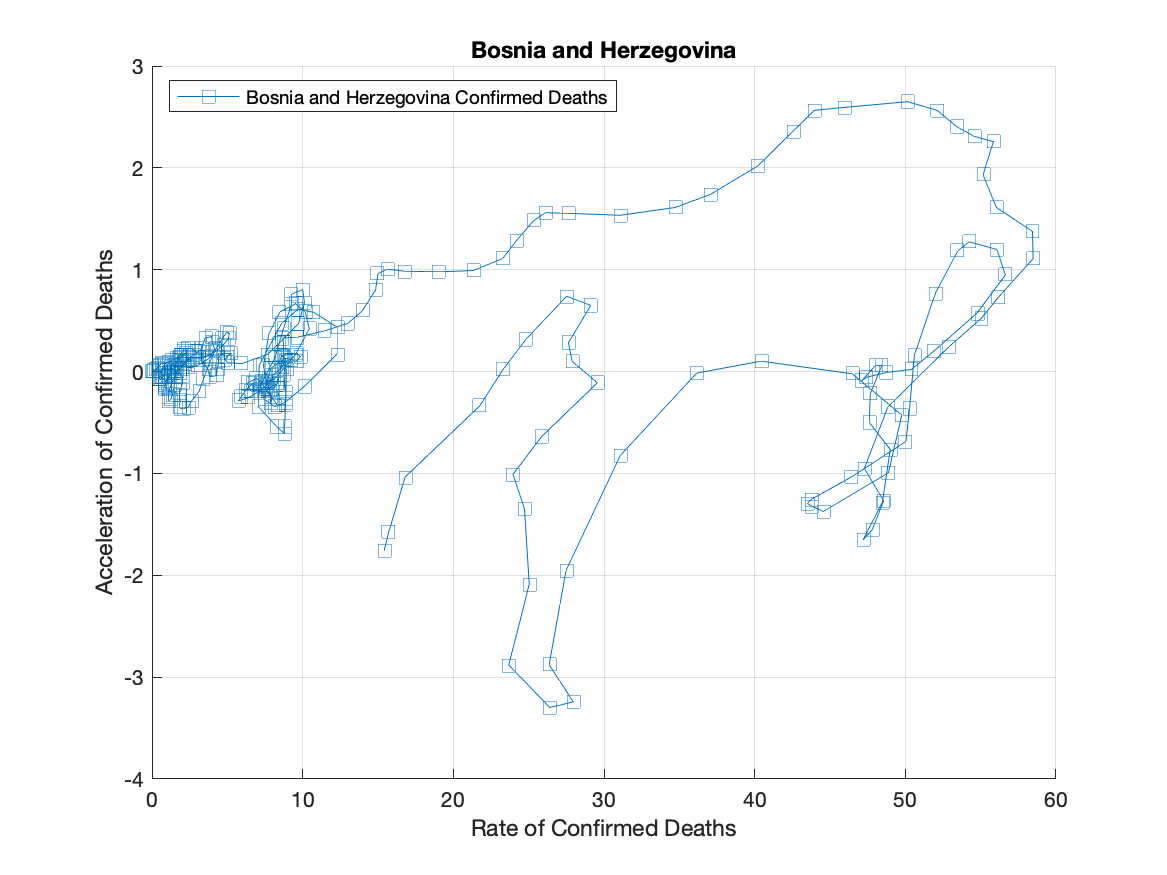 Bosnia and Herzegovina
Bosnia and Herzegovina Confirmed Deaths
3
2
1
0
-1
-2
-3
-4
Acceleration of Confirmed Deaths
0 10 20 30 40 50 60
Rate of Confirmed Deaths